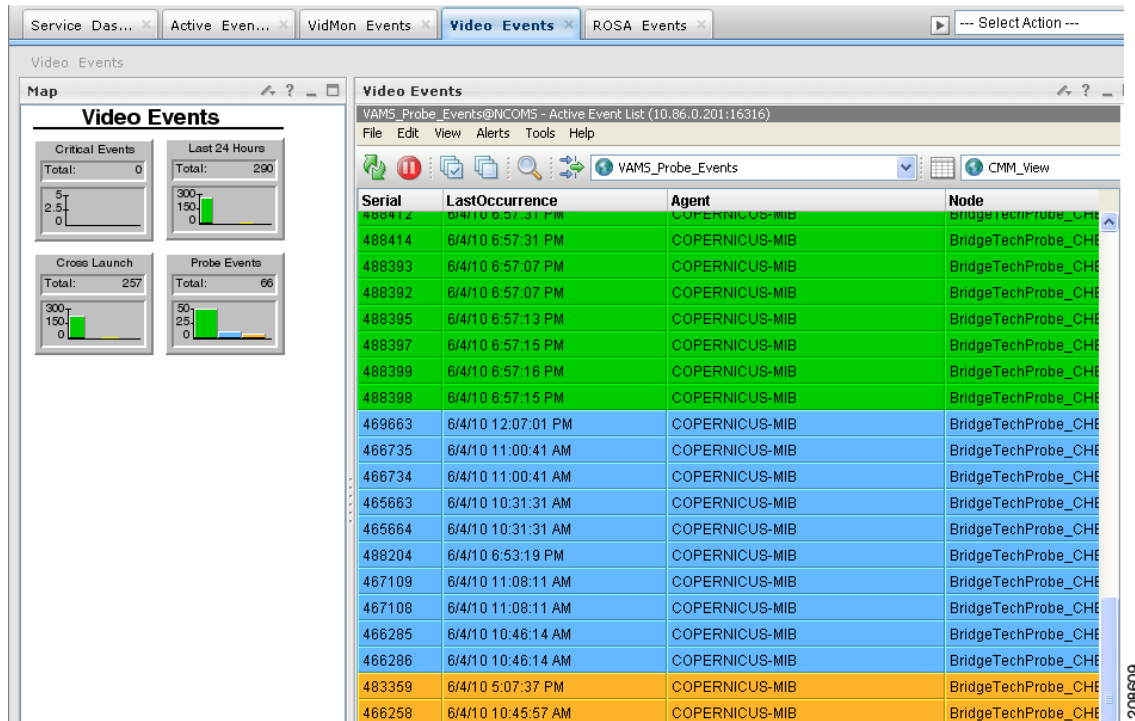 Service Das... Active Even... VidMon Events Video Events ROSA Events --- Select Action ---
Video Events
Map
Video Events
Critical Events
Total: 0
5
2.5
0
Last 24 Hours
Total: 290
300
150
0
Cross Launch
Total: 257
300
150
0
Probe Events
Total: 66
50
25
0
Video Events
VAMS_Probe_Events@NCOMS - Active Event List (10.86.0.201:16316)
File Edit View Alerts Tools Help
VAMS_Probe_Events CMM_View
Serial LastOccurrence Agent Node
488412 6/4/10 6:57:31 PM COPERNICUS-MIB BridgeTechProbe_CHE
488414 6/4/10 6:57:31 PM COPERNICUS-MIB BridgeTechProbe_CHE
488393 6/4/10 6:57:07 PM COPERNICUS-MIB BridgeTechProbe_CHE
488392 6/4/10 6:57:07 PM COPERNICUS-MIB BridgeTechProbe_CHE
488395 6/4/10 6:57:13 PM COPERNICUS-MIB BridgeTechProbe_CHE
488397 6/4/10 6:57:15 PM COPERNICUS-MIB BridgeTechProbe_CHE
488399 6/4/10 6:57:16 PM COPERNICUS-MIB BridgeTechProbe_CHE
488398 6/4/10 6:57:15 PM COPERNICUS-MIB BridgeTechProbe_CHE
469663 6/4/10 12:07:01 PM COPERNICUS-MIB BridgeTechProbe_CHE
466735 6/4/10 11:00:41 AM COPERNICUS-MIB BridgeTechProbe_CHE
466734 6/4/10 11:00:41 AM COPERNICUS-MIB BridgeTechProbe_CHE
465663 6/4/10 10:31:31 AM COPERNICUS-MIB BridgeTechProbe_CHE
465664 6/4/10 10:31:31 AM COPERNICUS-MIB BridgeTechProbe_CHE
488204 6/4/10 6:53:19 PM COPERNICUS-MIB BridgeTechProbe_CHE
467109 6/4/10 11:08:11 AM COPERNICUS-MIB BridgeTechProbe_CHE
467108 6/4/10 11:08:11 AM COPERNICUS-MIB BridgeTechProbe_CHE
466285 6/4/10 10:46:14 AM COPERNICUS-MIB BridgeTechProbe_CHE
466286 6/4/10 10:46:14 AM COPERNICUS-MIB BridgeTechProbe_CHE
483359 6/4/10 5:07:37 PM COPERNICUS-MIB BridgeTechProbe_CHE
466258 6/4/10 10:45:57 AM COPERNICUS-MIB BridgeTechProbe_CHE
209609